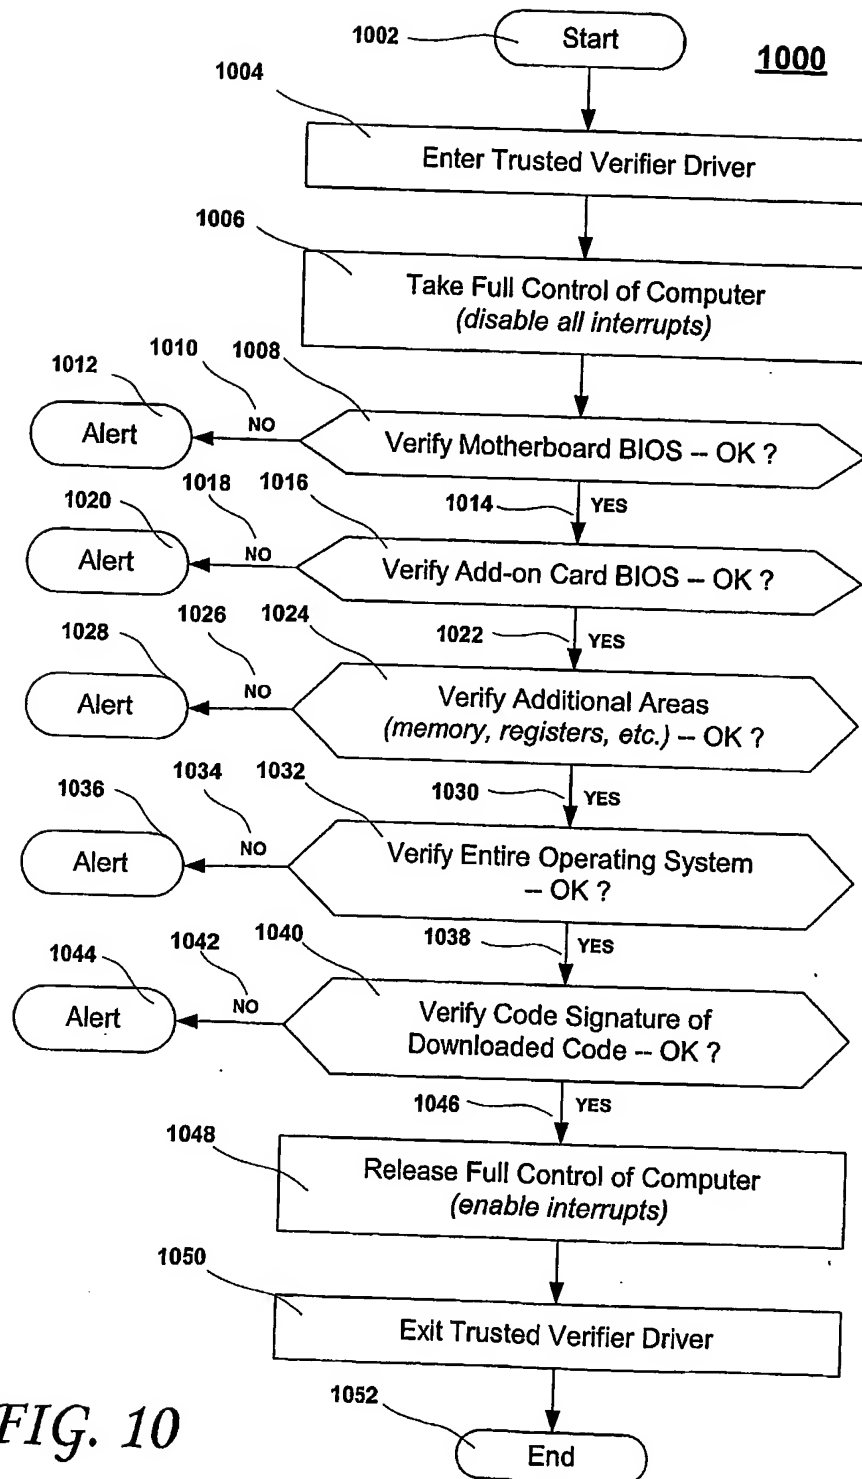 1002
Start
1000
1004
Enter Trusted Verifier Driver
1006
Take Full Control of Computer
(disable all interrupts)
1008
1010
1012
Alert
NO
Verify Motherboard BIOS -- OK ?
1014
YES
1016
1018
1020
Alert
NO
Verify Add-on Card BIOS -- OK ?
1022
YES
1024
1026
1028
Alert
NO
Verify Additional Areas
(memory, registers, etc.) -- OK ?
1030
YES
1032
1034
1036
Alert
NO
Verify Entire Operating System
-- OK ?
1038
YES
1040
1042
1044
Alert
NO
Verify Code Signature of
Downloaded Code -- OK ?
1046
YES
1048
Release Full Control of Computer
(enable interrupts)
1050
Exit Trusted Verifier Driver
1052
End
FIG. 10